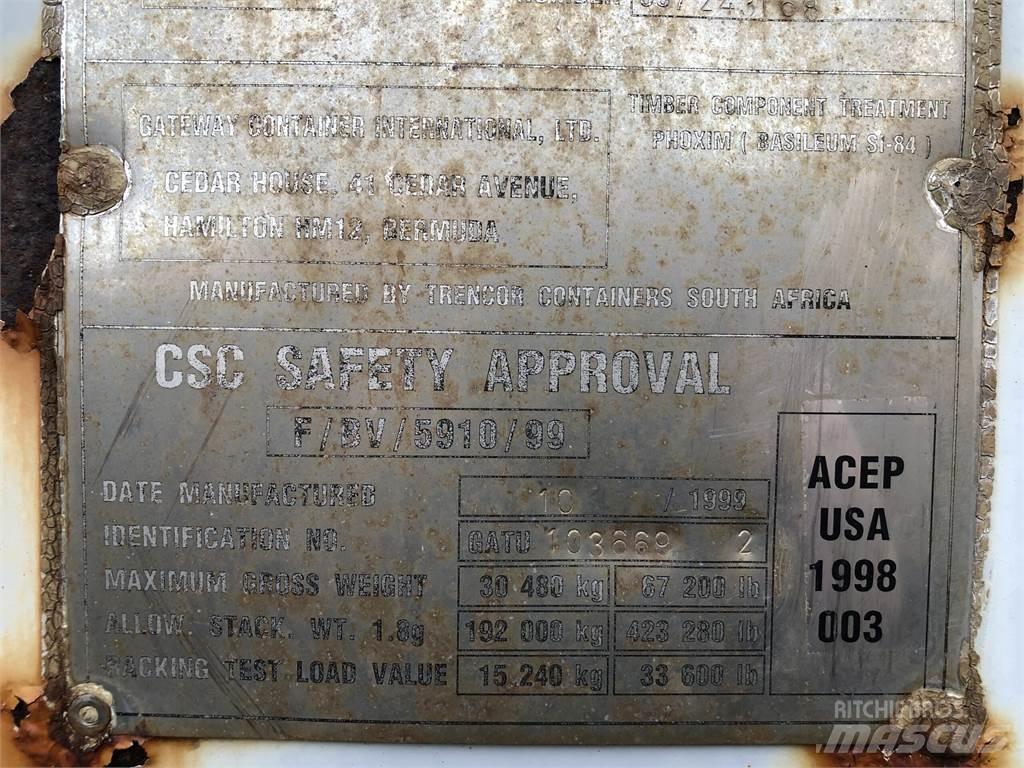 GATEWAY CONTAINER INTERNATIONAL, LTD.
CEDAR HOUSE, 41 CEDAR AVENUE,
HAMILTON HM12, BERMUDA
TIMBER COMPONENT TREATMENT
PHOXIM ( BASILEUM SI-84 )
MANUFACTURED BY TRENCOR CONTAINERS SOUTH AFRICA
CSC SAFETY APPROVAL
F/BV/5910/99
DATE MANUFACTURED 10 / 1999
IDENTIFICATION NO. GATU 103669 2
MAXIMUM GROSS WEIGHT 30 480 kg 67 200 lb
ALLOW. STACK. WT. 1.8g 192 000 kg 423 280 lb
RACKING TEST LOAD VALUE 15 240 kg 33 600 lb
ACEP
USA
1998
003
RITCHIE BROS
MASCUS